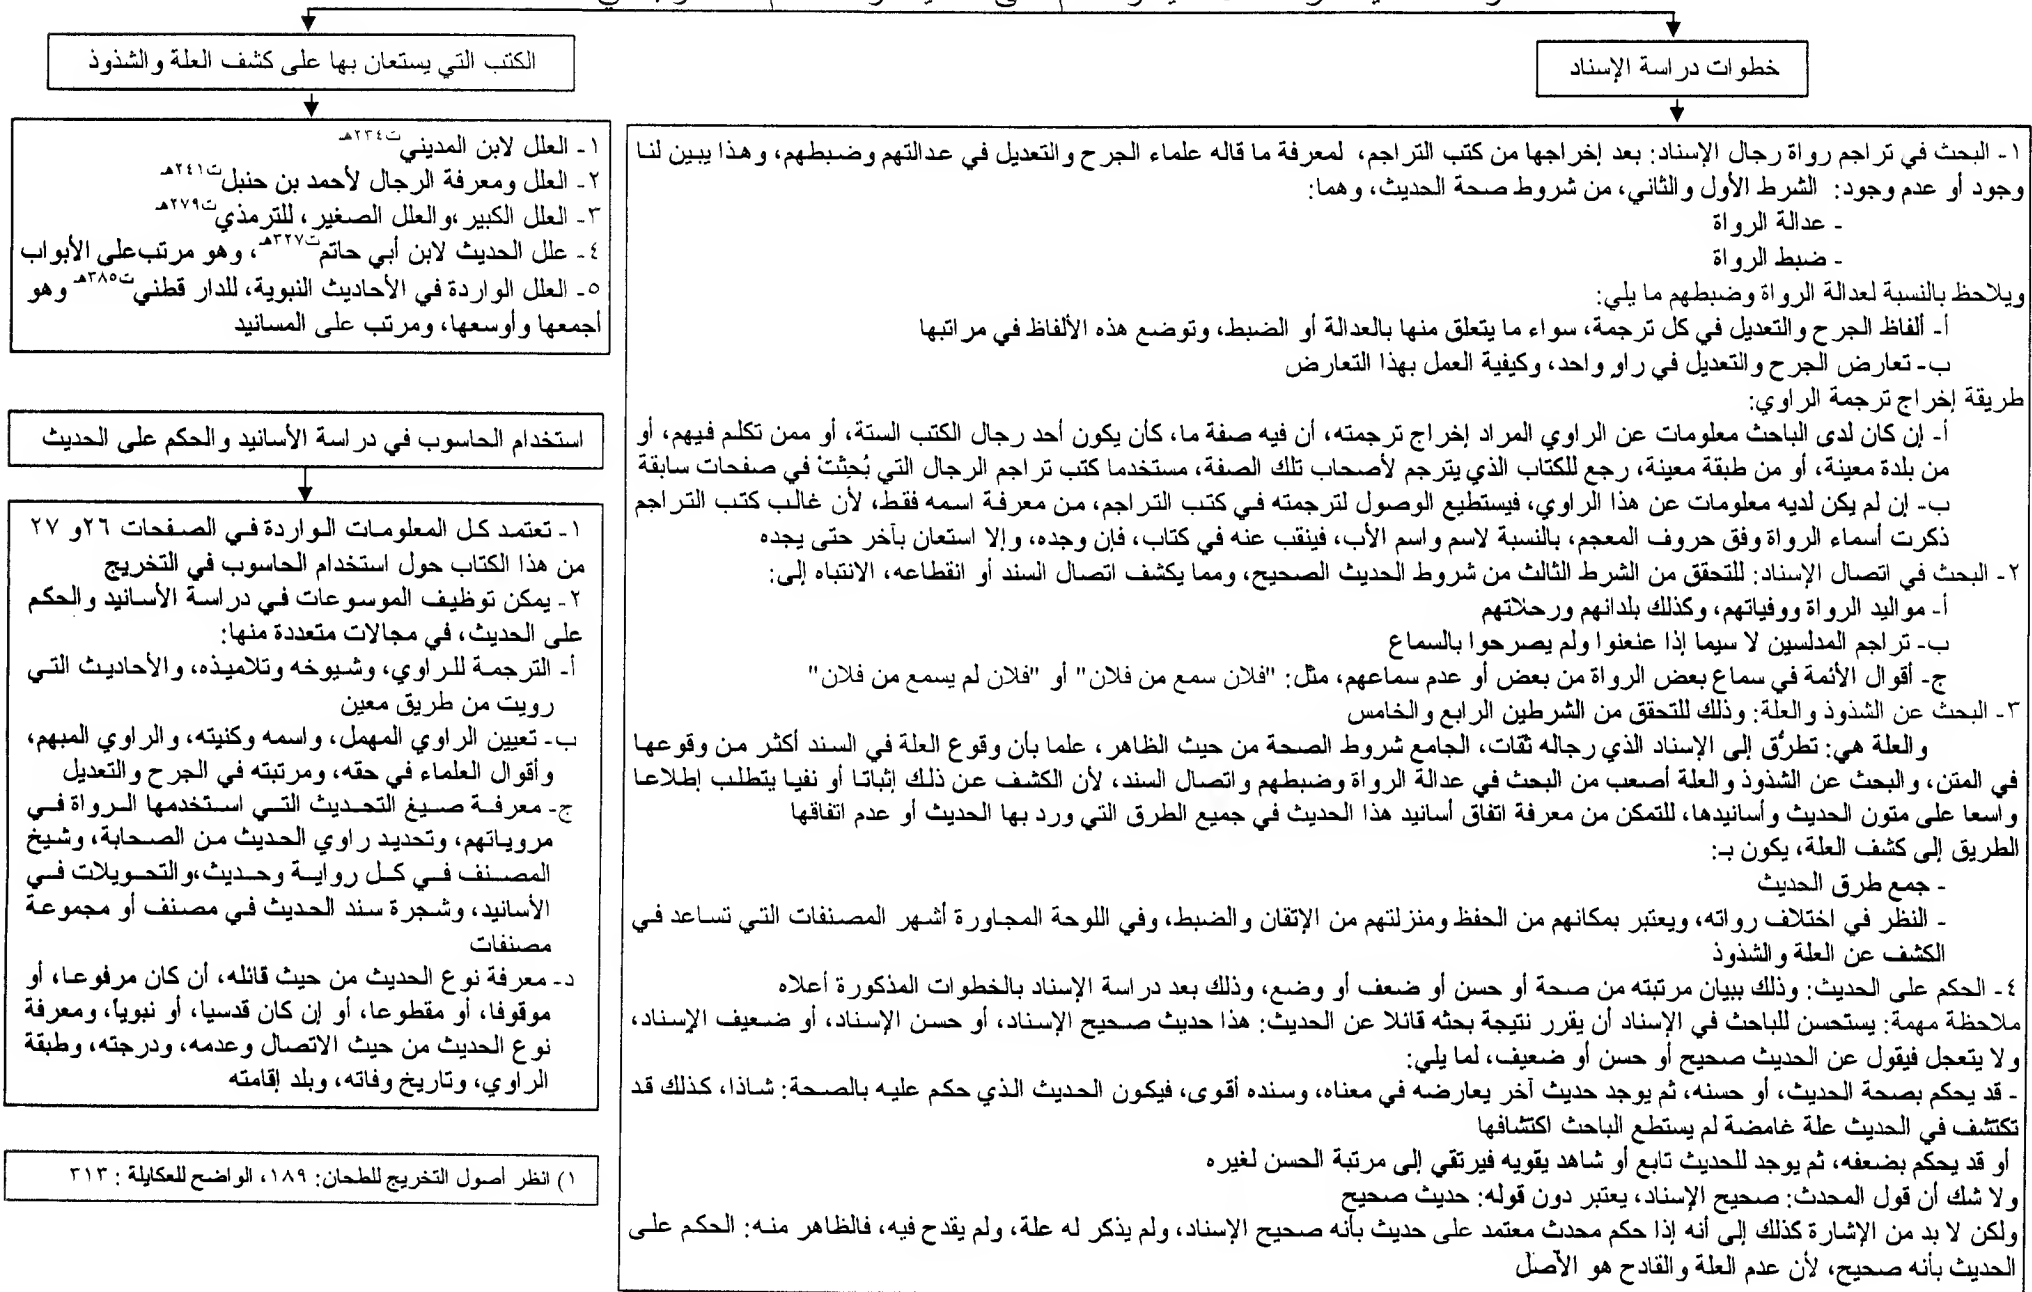 خطوات دراسة الإسناد
١- البحث في تراجم رواة رجال الإسناد: بعد إخراجها من كتب التراجم، لمعرفة ما قاله علماء الجرح والتعديل في عدالتهم وضبطهم، وهذا يبين لنا
وجود أو عدم وجود: الشرط الأول والثاني، من شروط صحة الحديث، وهما:
- عدالة الرواة
- ضبط الرواة
ويلاحظ بالنسبة لعدالة الرواة وضبطهم ما يلي:
أ- ألفاظ الجرح والتعديل في كل ترجمة، سواء ما يتعلق منها بالعدالة أو الضبط، وتوضع هذه الألفاظ في مراتبها
ب- تعارض الجرح والتعديل في راو واحد، وكيفية العمل بهذا التعارض
طريقة إخراج ترجمة الراوي:
أ- إن كان لدى الباحث معلومات عن الراوي المراد إخراج ترجمته، أن فيه صفة ما، كأن يكون أحد رجال الكتب الستة، أو ممن تكلم فيهم، أو
من بلدة معينة، أو من طبقة معينة، رجع للكتاب الذي يترجم لأصحاب تلك الصفة، مستخدما كتب تراجم الرجال التي بُحِثَتْ في صفحات سابقة
ب- إن لم يكن لديه معلومات عن هذا الراوي، فيستطيع الوصول لترجمته في كتب التراجم، من معرفة اسمه فقط، لأن غالب كتب التراجم
ذكرت أسماء الرواة وفق حروف المعجم، بالنسبة لاسم واسم الأب، فينقب عنه في كتاب، فإن وجده، وإلا استعان بآخر حتى يجده
٢- البحث في اتصال الإسناد: للتحقق من الشرط الثالث من شروط الحديث الصحيح، ومما يكشف اتصال السند أو انقطاعه، الانتباه إلى:
أ- مواليد الرواة ووفياتهم، وكذلك بلدانهم ورحلاتهم
ب- تراجم المدلسين لا سيما إذا عنعنوا ولم يصرحوا بالسماع
ج- أقوال الأئمة في سماع بعض الرواة من بعض أو عدم سماعهم، مثل: "فلان سمع من فلان" أو "فلان لم يسمع من فلان"
٣- البحث عن الشذوذ والعلة: وذلك للتحقق من الشرطين الرابع والخامس
والعلة هي: تطرُّق إلى الإسناد الذي رجاله ثقات، الجامع شروط الصحة من حيث الظاهر، علما بأن وقوع العلة في السند أكثر من وقوعها
في المتن، والبحث عن الشذوذ والعلة أصعب من البحث في عدالة الرواة وضبطهم واتصال السند، لأن الكشف عن ذلك إثباتا أو نفيا يتطلب إطلاعا
واسعا على متون الحديث وأسانيدها، للتمكن من معرفة اتفاق أسانيد هذا الحديث في جميع الطرق التي ورد بها الحديث أو عدم اتفاقها
الطريق إلى كشف العلة، يكون بـ:
- جمع طرق الحديث
- النظر في اختلاف رواته، ويعتبر بمكانهم من الحفظ ومنزلتهم من الإتقان والضبط، وفي اللوحة المجاورة أشهر المصنفات التي تساعد في
الكشف عن العلة والشذوذ
٤- الحكم على الحديث: وذلك ببيان مرتبته من صحة أو حسن أو ضعف أو وضع، وذلك بعد دراسة الإسناد بالخطوات المذكورة أعلاه
ملاحظة مهمة: يستحسن للباحث في الإسناد أن يقرر نتيجة بحثه قائلا عن الحديث: هذا حديث صحيح الإسناد، أو حسن الإسناد، أو ضعيف الإسناد،
ولا يتعجل فيقول عن الحديث صحيح أو حسن أو ضعيف، لما يلي:
- قد يحكم بصحة الحديث، أو حسنه، ثم يوجد حديث آخر يعارضه في معناه، وسنده أقوى، فيكون الحديث الذي حكم عليه بالصحة: شاذا، كذلك قد
تكتشف في الحديث علة غامضة لم يستطع الباحث اكتشافها
أو قد يحكم بضعفه، ثم يوجد للحديث تابع أو شاهد يقويه فيرتقي إلى مرتبة الحسن لغيره
ولا شك أن قول المحدث: صحيح الإسناد، يعتبر دون قوله: حديث صحيح
ولكن لا بد من الإشارة كذلك إلى أنه إذا حكم محدث معتمد على حديث بأنه صحيح الإسناد، ولم يذكر له علة، ولم يقدح فيه، فالظاهر منه: الحكم على
الحديث بأنه صحيح، لأن عدم العلة والقادح هو الأصل
الكتب التي يستعان بها على كشف العلة والشذوذ
١- العلل لابن المديني ت٢٣٤هـ
٢- العلل ومعرفة الرجال لأحمد بن حنبل ت٢٤١هـ
٣- العلل الكبير ،والعلل الصغير ، للترمذي ت٢٧٩هـ
٤- علل الحديث لابن أبي حاتم ت٣٢٧هـ، وهو مرتب على الأبواب
٥- العلل الواردة في الأحاديث النبوية، للدار قطني ت٣٨٥هـ وهو
أجمعها وأوسعها، ومرتب على المسانيد
استخدام الحاسوب في دراسة الأسانيد والحكم على الحديث
١- تعتمد كل المعلومات الواردة في الصفحات ٢٦و ٢٧
من هذا الكتاب حول استخدام الحاسوب في التخريج
٢- يمكن توظيف الموسوعات في دراسة الأسانيد والحكم
على الحديث، في مجالات متعددة منها:
أ- الترجمة للراوي، وشيوخه وتلاميذه، والأحاديث التي
رويت من طريق معين
ب- تعيين الراوي المهمل، واسمه وكنيته، والراوي المبهم،
وأقوال العلماء في حقه، ومرتبته في الجرح والتعديل
ج- معرفة صيغ التحديث التي استخدمها الرواة في
مروياتهم، وتحديد راوي الحديث من الصحابة، وشيخ
المصنف في كل رواية وحديث،والتحويلات في
الأسانيد، وشجرة سند الحديث في مصنف أو مجموعة
مصنفات
د- معرفة نوع الحديث من حيث قائله، أن كان مرفوعا، أو
موقوفا، أو مقطوعا، أو إن كان قدسيا، أو نبوياً، ومعرفة
نوع الحديث من حيث الاتصال وعدمه، ودرجته، وطبقة
الراوي، وتاريخ وفاته، وبلد إقامته
١) انظر أصول التخريج للطحان: ١٨٩، الواضح للعكايلة : ٣١٣